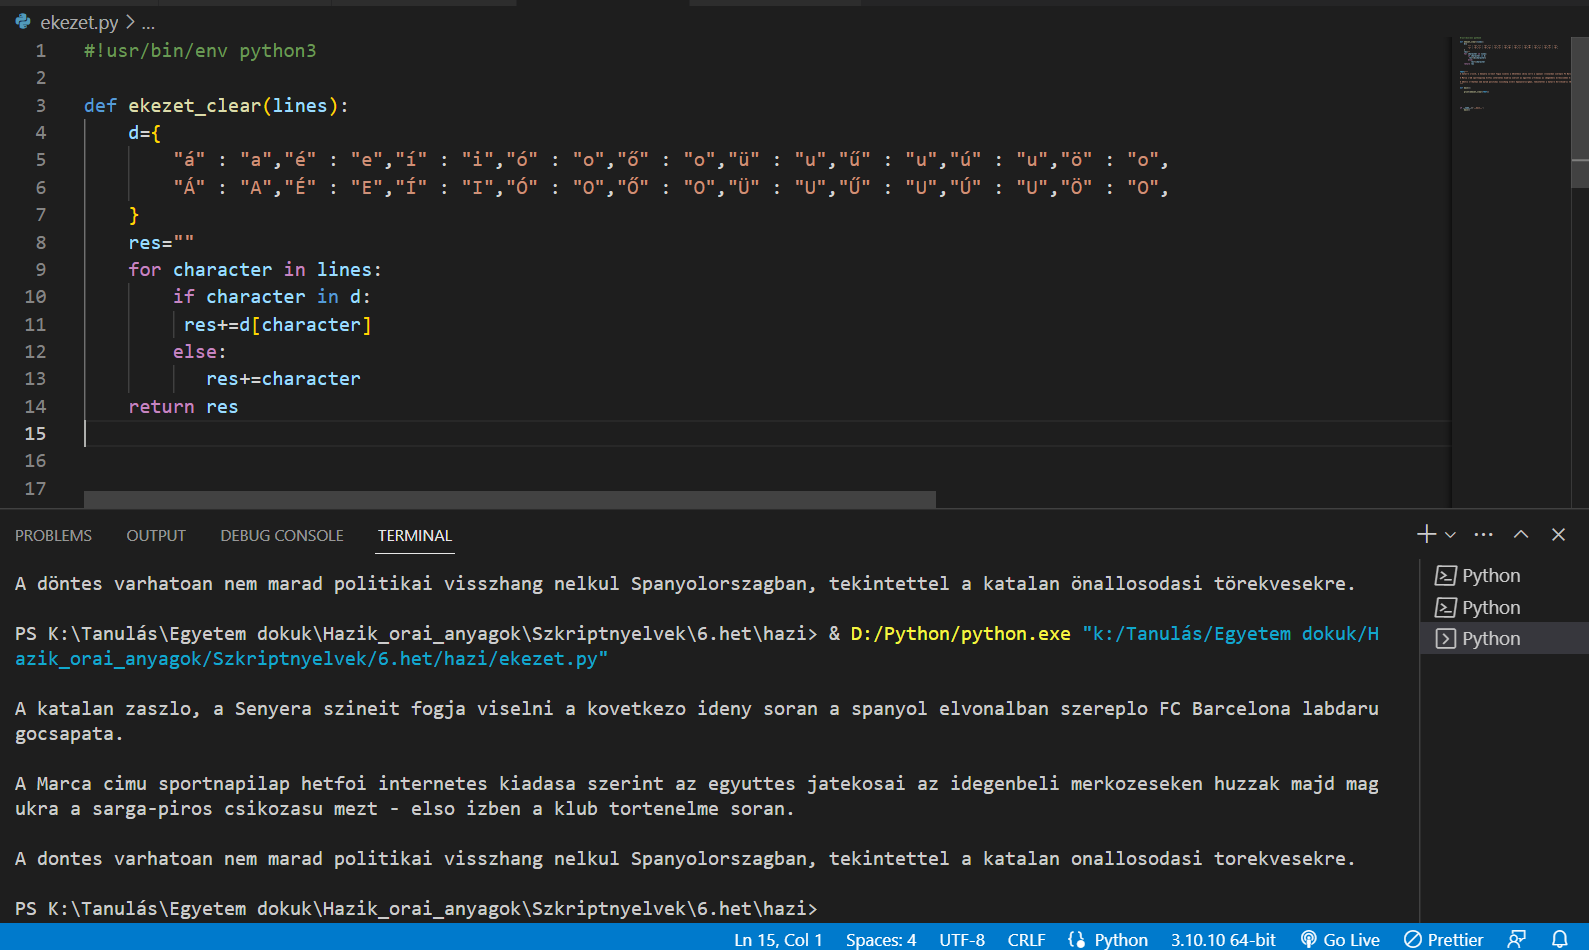 ekezet.py > ...
1 #!usr/bin/env python3
2
3 def ekezet_clear(lines):
4 d={
5 "á" : "a","é" : "e","í" : "i","ó" : "o","ő" : "o","ü" : "u","ű" : "u","ú" : "u","ö" : "o",
6 "Á" : "A","É" : "E","Í" : "I","Ó" : "O","Ő" : "O","Ü" : "U","Ű" : "U","Ú" : "U","Ö" : "O",
7 }
8 res=""
9 for character in lines:
10 if character in d:
11 res+=d[character]
12 else:
13 res+=character
14 return res
15
16
17
PROBLEMS OUTPUT DEBUG CONSOLE TERMINAL
A döntes varhatoan nem marad politikai visszhang nelkul Spanyolorszagban, tekintettel a katalan önallosodasi törekvesekre.
PS K:\Tanulás\Egyetem dokuk\Hazik_orai_anyagok\Szkriptnyelvek\6.het\hazi> & D:/Python/python.exe "k:/Tanulás/Egyetem dokuk/H
azik_orai_anyagok/Szkriptnyelvek/6.het/hazi/ekezet.py"
A katalan zaszlo, a Senyera szineit fogja viselni a kovetkezo ideny soran a spanyol elvonalban szereplo FC Barcelona labdaru
gocsapata.
A Marca cimu sportnapilap hetfoi internetes kiadasa szerint az egyuttes jatekosai az idegenbeli merkozeseken huzzak majd mag
ukra a sarga-piros csikozasu mezt - elso izben a klub tortenelme soran.
A dontes varhatoan nem marad politikai visszhang nelkul Spanyolorszagban, tekintettel a katalan onallosodasi torekvesekre.
PS K:\Tanulás\Egyetem dokuk\Hazik_orai_anyagok\Szkriptnyelvek\6.het\hazi>
Python
Python
Python
Ln 15, Col 1 Spaces: 4 UTF-8 CRLF Python 3.10.10 64-bit Go Live Prettier